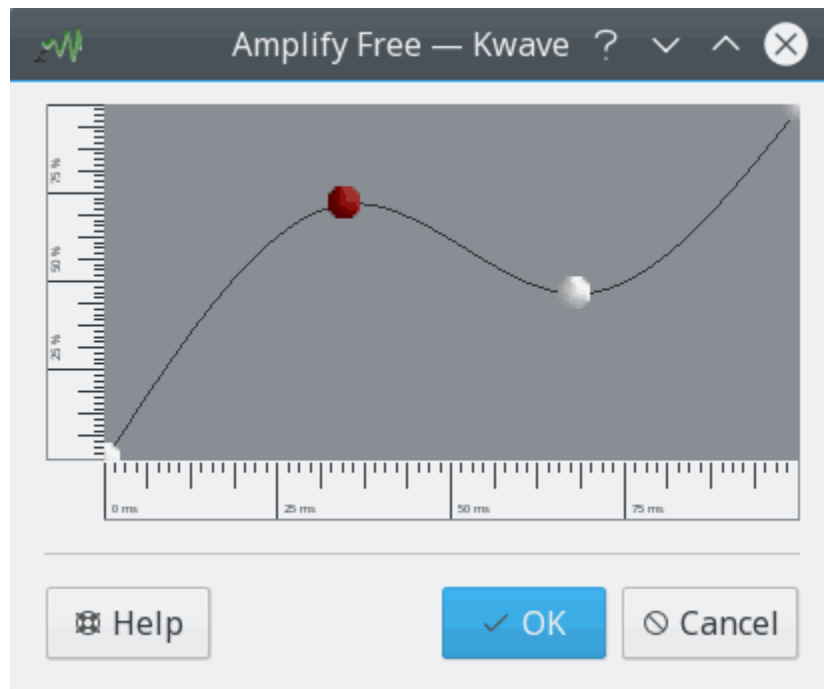 Amplify Free — Kwave ?
75 %
50 %
25 %
0 ms 25 ms 50 ms 75 ms
Help OK Cancel